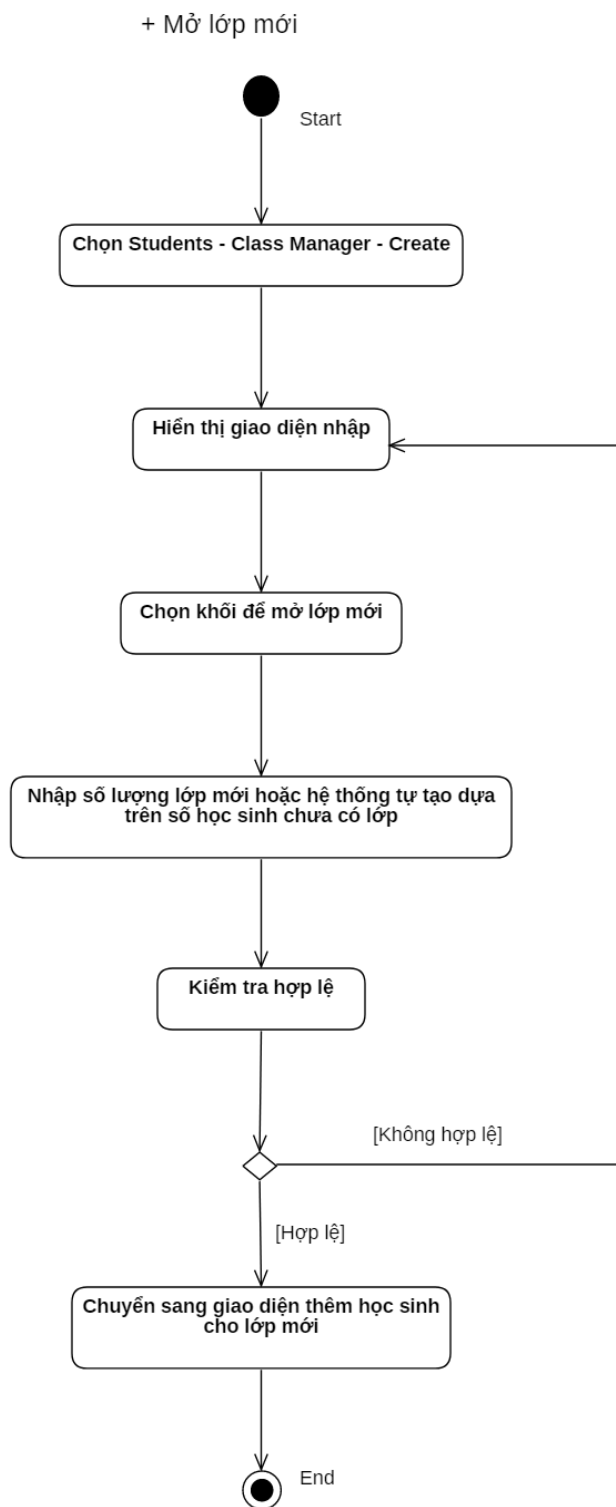 + Mở lớp mới
Start
Chọn Students - Class Manager - Create
Hiển thị giao diện nhập
Chọn khối để mở lớp mới
Nhập số lượng lớp mới hoặc hệ thống tự tạo dựa
trên số học sinh chưa có lớp
Kiểm tra hợp lệ
[Không hợp lệ]
[Hợp lệ]
Chuyển sang giao diện thêm học sinh
cho lớp mới
End